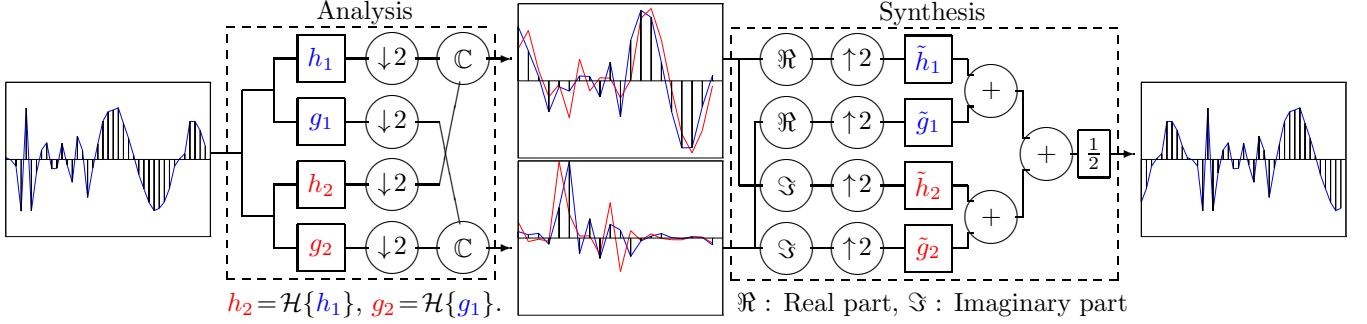 Analysis Synthesis
h₁ ↓2 ℂ ℜ ↑2 h̃₁
+
g₁ ↓2 ℜ ↑2 g̃₁
+ 1/2
h₂ ↓2 ℑ ↑2 h̃₂
+
g₂ ↓2 ℂ ℑ ↑2 g̃₂
h₂=ℋ{h₁}, g₂=ℋ{g₁}. ℜ : Real part, ℑ : Imaginary part